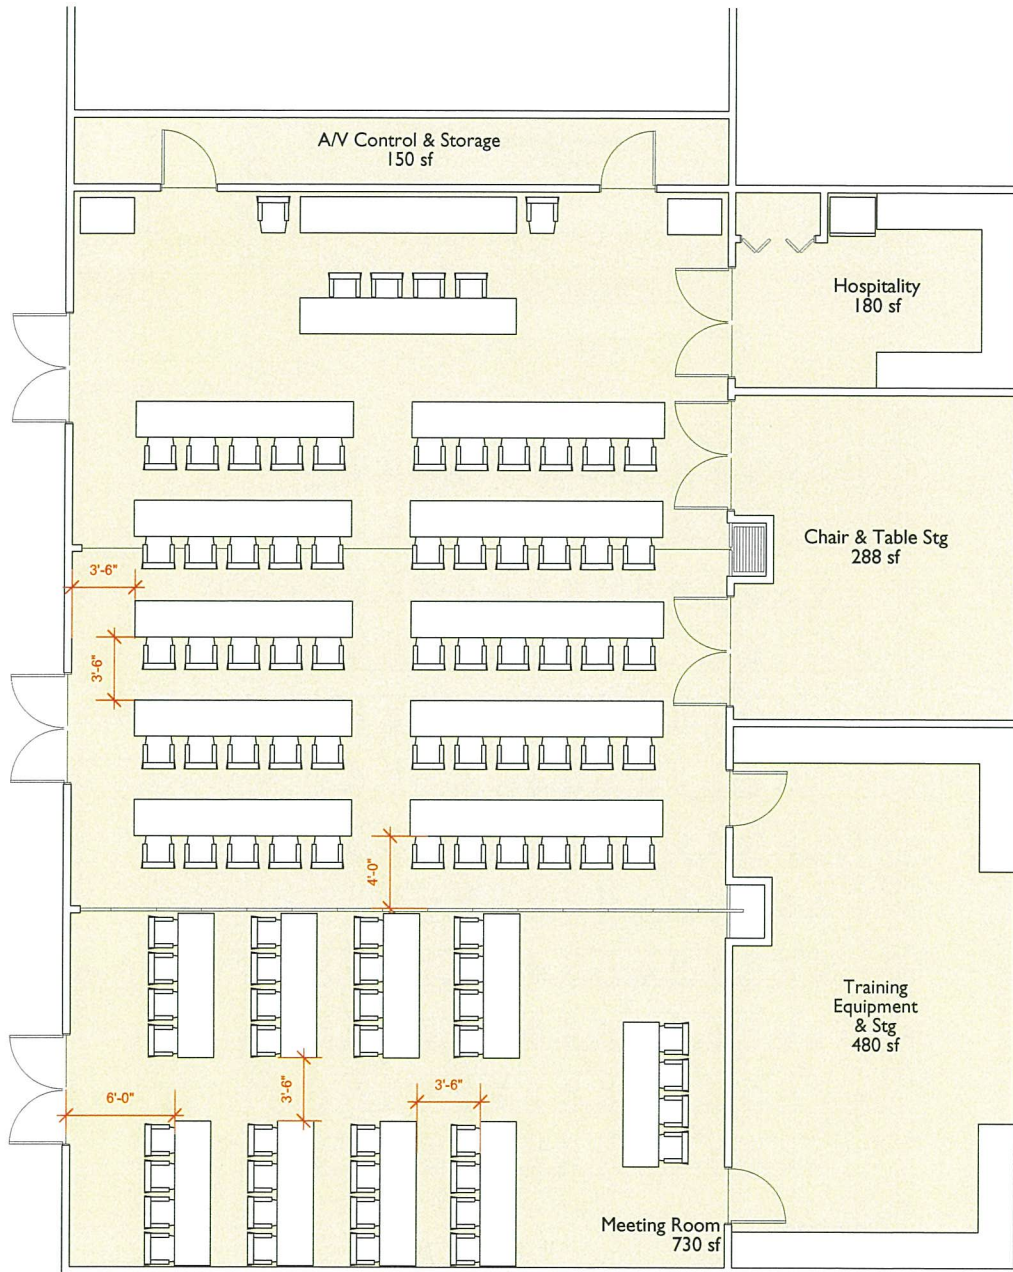 A/V Control & Storage
150 sf
Hospitality
180 sf
Chair & Table Stg
288 sf
3'-6"
3'-6"
4'-0"
Training
Equipment
& Stg
480 sf
6'-0"
3'-6"
3'-6"
Meeting Room
730 sf